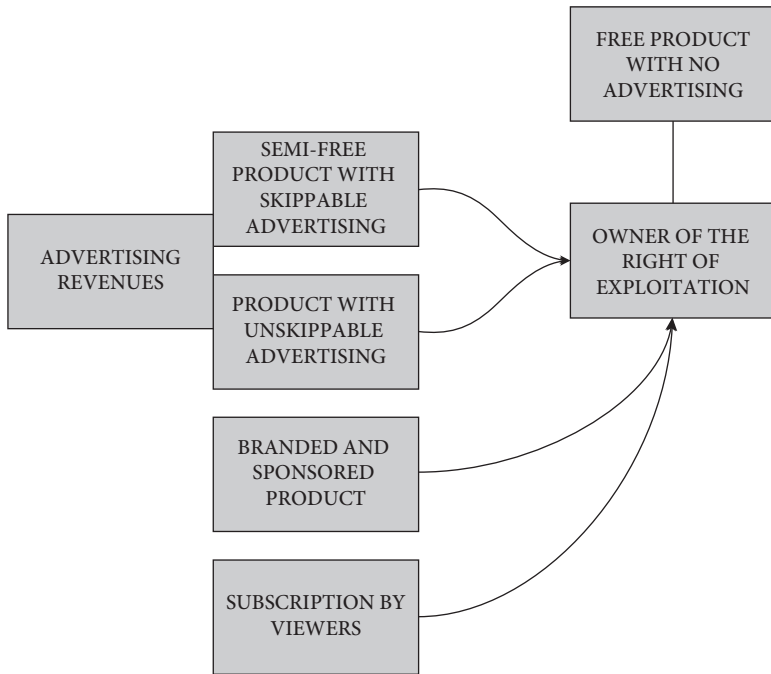 FREE PRODUCT
WITH NO
ADVERTISING
SEMI-FREE
PRODUCT WITH
SKIPPABLE
ADVERTISING
ADVERTISING
REVENUES
OWNER OF THE
RIGHT OF
EXPLOITATION
PRODUCT WITH
UNSKIPPABLE
ADVERTISING
BRANDED AND
SPONSORED
PRODUCT
SUBSCRIPTION BY
VIEWERS